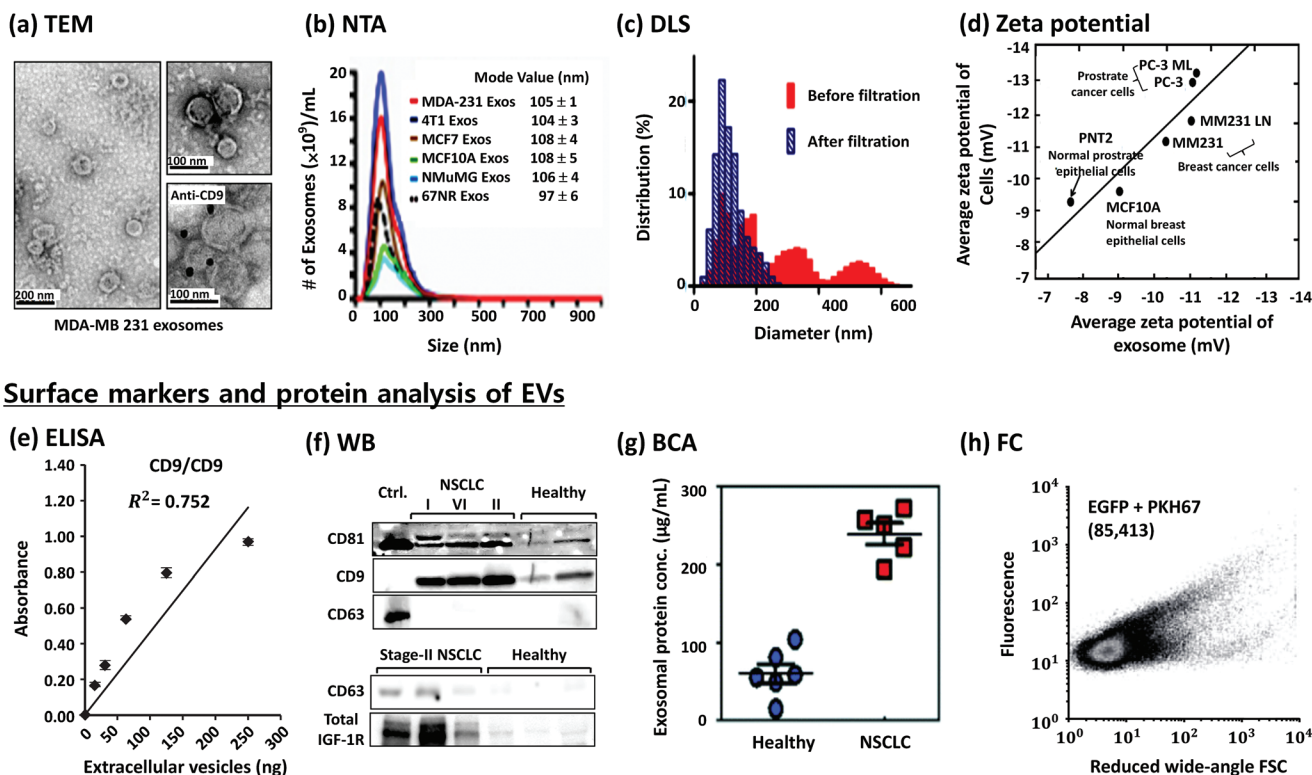 (a) TEM
100 nm
Anti-CD9
200 nm
100 nm
MDA-MB 231 exosomes
(b) NTA
# of Exosomes (x10⁹)/mL
20
16
12
8
4
0
Mode Value (nm)
MDA-231 Exos 105 ± 1
4T1 Exos 104 ± 3
MCF7 Exos 108 ± 4
MCF10A Exos 108 ± 5
NMuMG Exos 106 ± 4
67NR Exos 97 ± 6
0 100 300 500 700 900
Size (nm)
(c) DLS
Distribution (%)
20
10
0
Before filtration
After filtration
0 200 400 600
Diameter (nm)
(d) Zeta potential
Average zeta potential of
Cells (mV)
-14
-13
-12
-11
-10
-9
-8
-7
PC-3 ML
Prostrate
cancer cells
PC-3
MM231 LN
MM231
Breast cancer cells
PNT2
Normal prostrate
epithelial cells
MCF10A
Normal breast
epithelial cells
-7 -8 -9 -10 -11 -12 -13 -14
Average zeta potential of
exosome (mV)
Surface markers and protein analysis of EVs
(e) ELISA
CD9/CD9
R² = 0.752
Absorbance
1.40
1.20
1.00
0.80
0.60
0.40
0.20
0.00
0 50 100 150 200 250 300
Extracellular vesicles (ng)
(f) WB
Ctrl.
NSCLC
I VI II
Healthy
CD81
CD9
CD63
Stage-II NSCLC Healthy
CD63
Total
IGF-1R
(g) BCA
Exosomal protein conc. (µg/mL)
300
200
100
0
Healthy NSCLC
(h) FC
Fluorescence
10⁴
10³
10²
10¹
10⁰
EGFP + PKH67
(85,413)
10⁰ 10¹ 10² 10³ 10⁴
Reduced wide-angle FSC